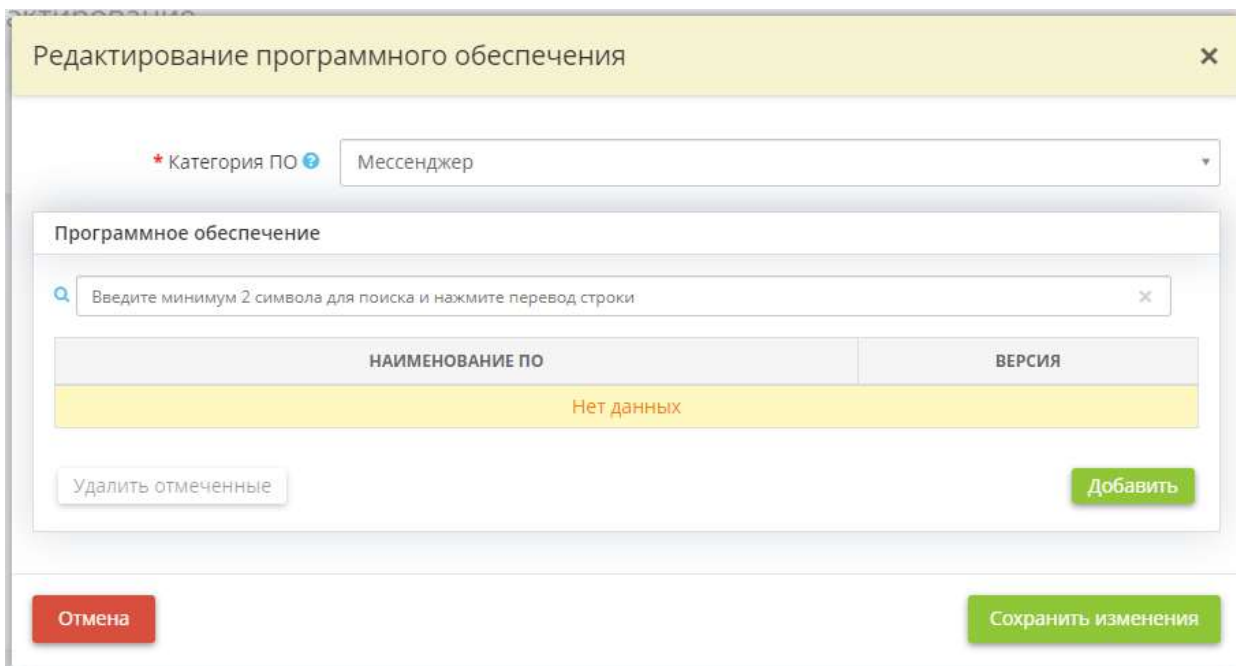 Редактирование программного обеспечения ×
* Категория ПО ? Мессенджер
Программное обеспечение
Введите минимум 2 символа для поиска и нажмите перевод строки ×
НАИМЕНОВАНИЕ ПО ВЕРСИЯ
Нет данных
Удалить отмеченные Добавить
Отмена Сохранить изменения